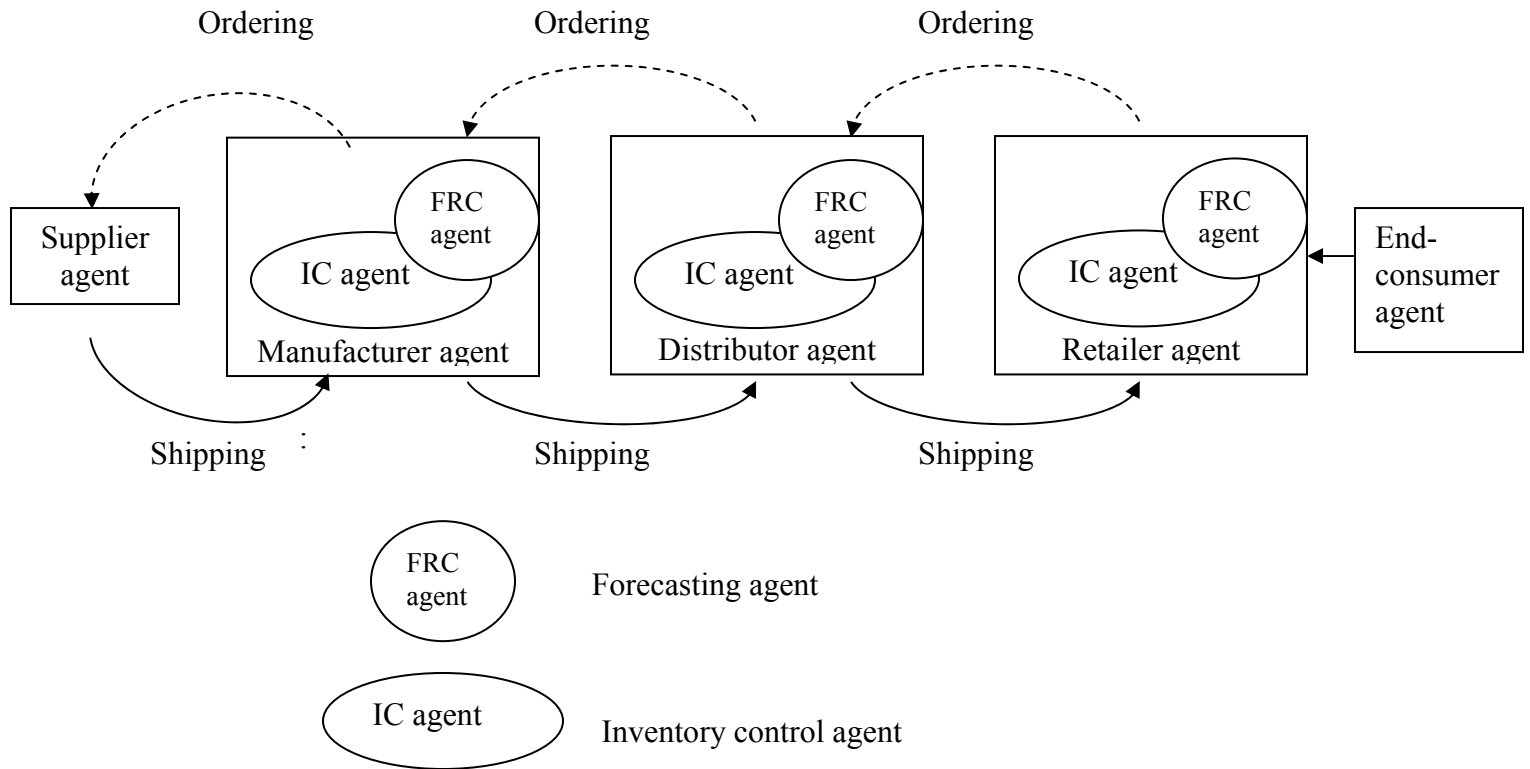 Ordering
Ordering
Ordering
Supplier
agent
FRC
agent
IC agent
Manufacturer agent
FRC
agent
IC agent
Distributor agent
FRC
agent
IC agent
Retailer agent
End-
consumer
agent
Shipping :
Shipping
Shipping
FRC
agent
Forecasting agent
IC agent
Inventory control agent